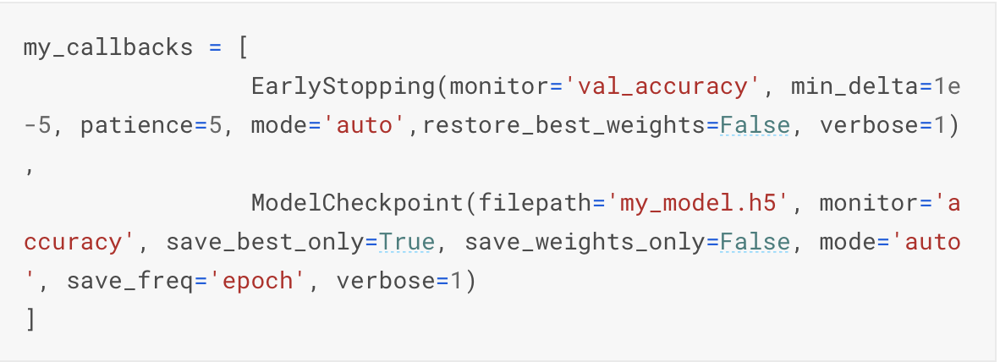 my_callbacks = [
                EarlyStopping(monitor='val_accuracy', min_delta=1e
-5, patience=5, mode='auto',restore_best_weights=False, verbose=1)
,
                ModelCheckpoint(filepath='my_model.h5', monitor='a
ccuracy', save_best_only=True, save_weights_only=False, mode='auto
', save_freq='epoch', verbose=1)
]